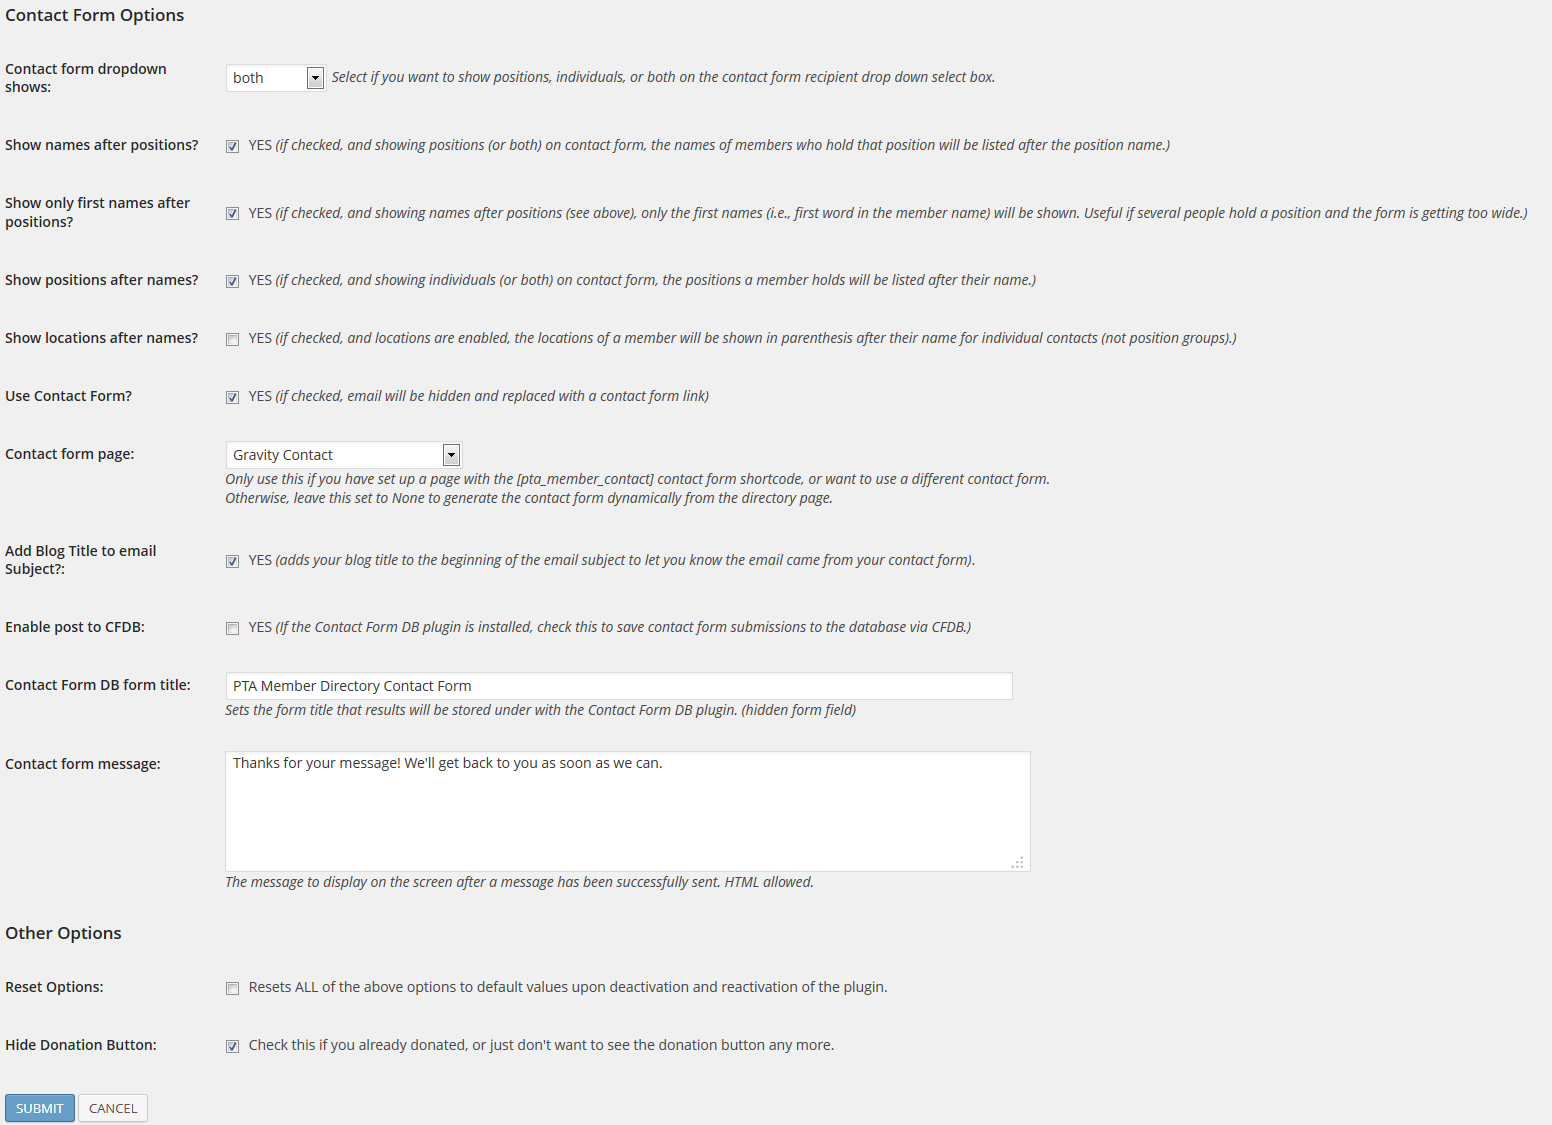 Contact Form Options
Contact form dropdown
shows:
both
Select if you want to show positions, individuals, or both on the contact form recipient drop down select box.
Show names after positions?
YES (if checked, and showing positions (or both) on contact form, the names of members who hold that position will be listed after the position name.)
Show only first names after
positions?
YES (if checked, and showing names after positions (see above), only the first names (i.e., first word in the member name) will be shown. Useful if several people hold a position and the form is getting too wide.)
Show positions after names?
YES (if checked, and showing individuals (or both) on contact form, the positions a member holds will be listed after their name.)
Show locations after names?
YES (if checked, and locations are enabled, the locations of a member will be shown in parenthesis after their name for individual contacts (not position groups).)
Use Contact Form?
YES (if checked, email will be hidden and replaced with a contact form link)
Contact form page:
Gravity Contact
Only use this if you have set up a page with the [pta_member_contact] contact form shortcode, or want to use a different contact form.
Otherwise, leave this set to None to generate the contact form dynamically from the directory page.
Add Blog Title to email
Subject?:
YES (adds your blog title to the beginning of the email subject to let you know the email came from your contact form).
Enable post to CFDB:
YES (If the Contact Form DB plugin is installed, check this to save contact form submissions to the database via CFDB.)
Contact Form DB form title:
PTA Member Directory Contact Form
Sets the form title that results will be stored under with the Contact Form DB plugin. (hidden form field)
Contact form message:
Thanks for your message! We'll get back to you as soon as we can.
The message to display on the screen after a message has been successfully sent. HTML allowed.
Other Options
Reset Options:
Resets ALL of the above options to default values upon deactivation and reactivation of the plugin.
Hide Donation Button:
Check this if you already donated, or just don't want to see the donation button any more.
SUBMIT
CANCEL